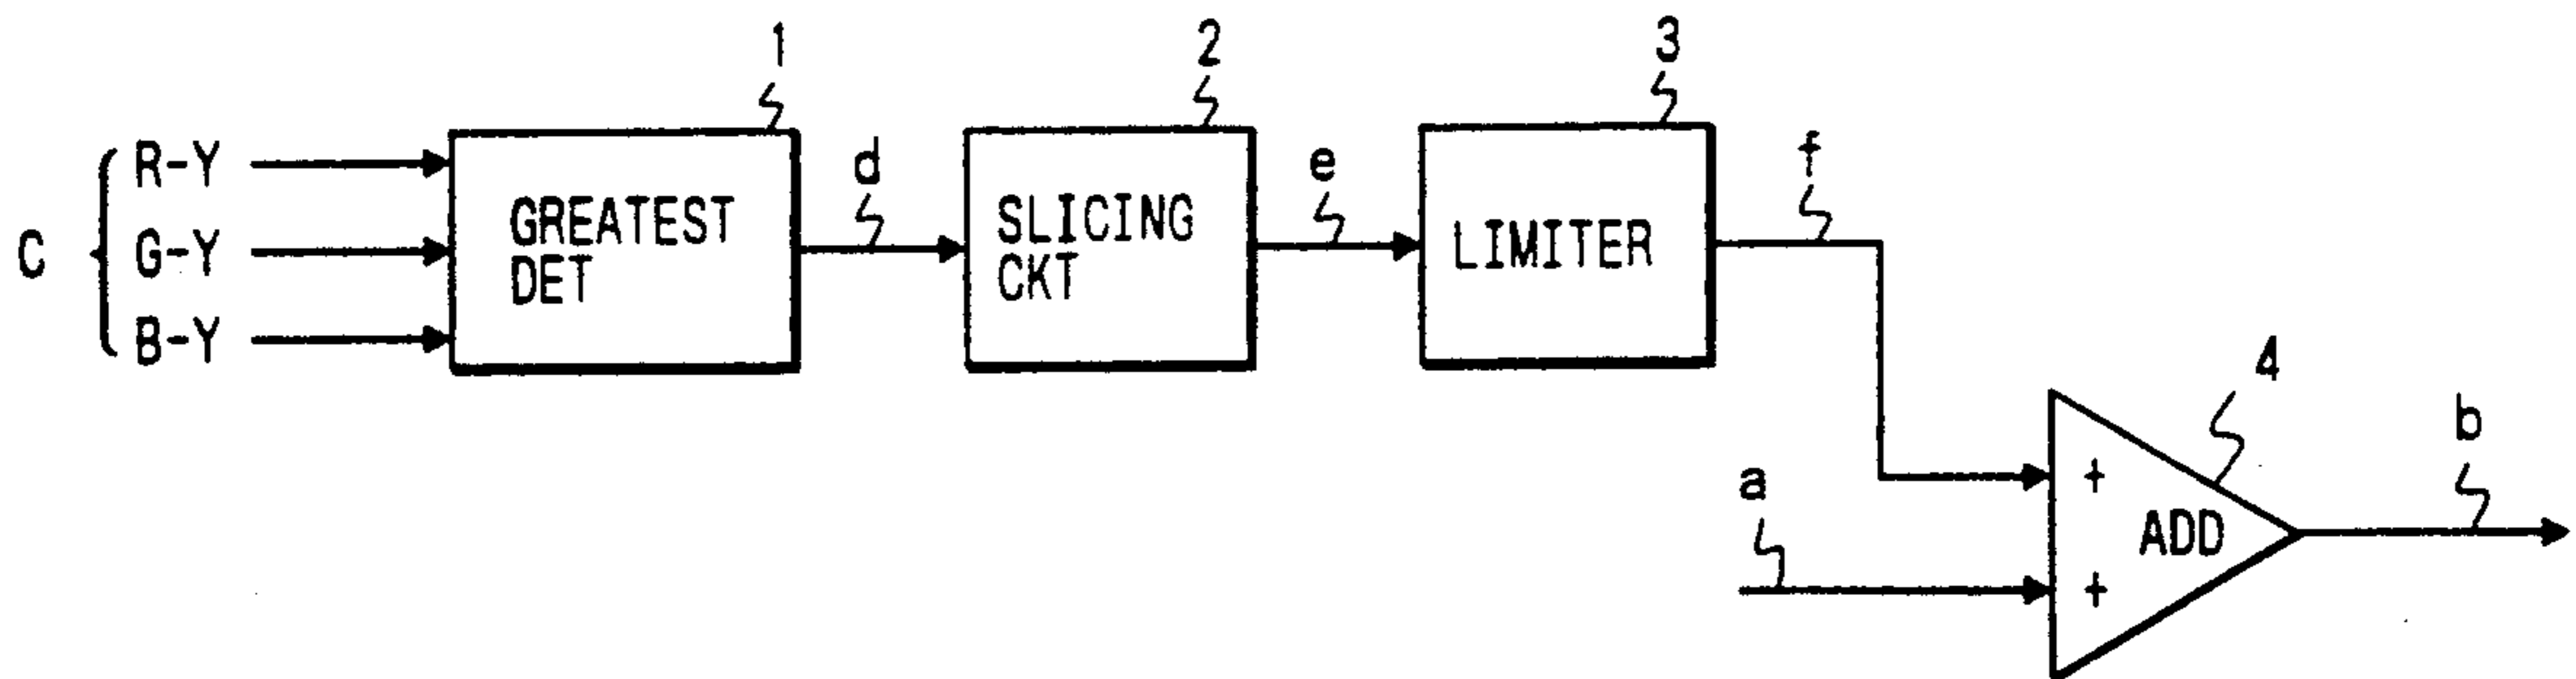 1
2
3
C
R-Y
G-Y
B-Y
GREATEST
DET
d
SLICING
CKT
e
LIMITER
f
4
a
+
+
ADD
b